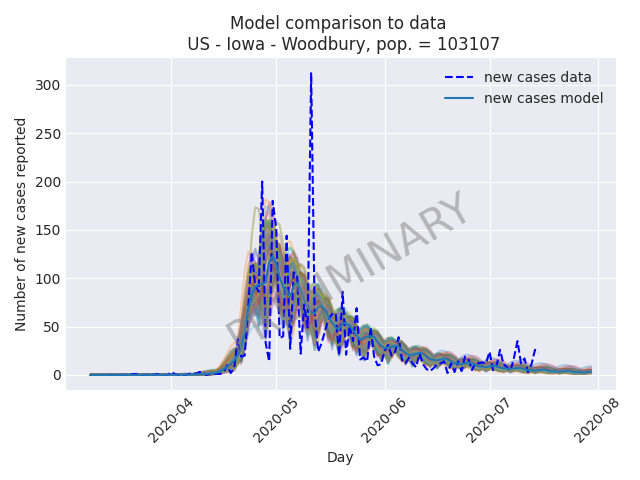 Model comparison to data
US - Iowa - Woodbury, pop. = 103107
new cases data
new cases model
PRELIMINARY
Number of new cases reported
300
250
200
150
100
50
0
2020-04
2020-05
2020-06
2020-07
2020-08
Day